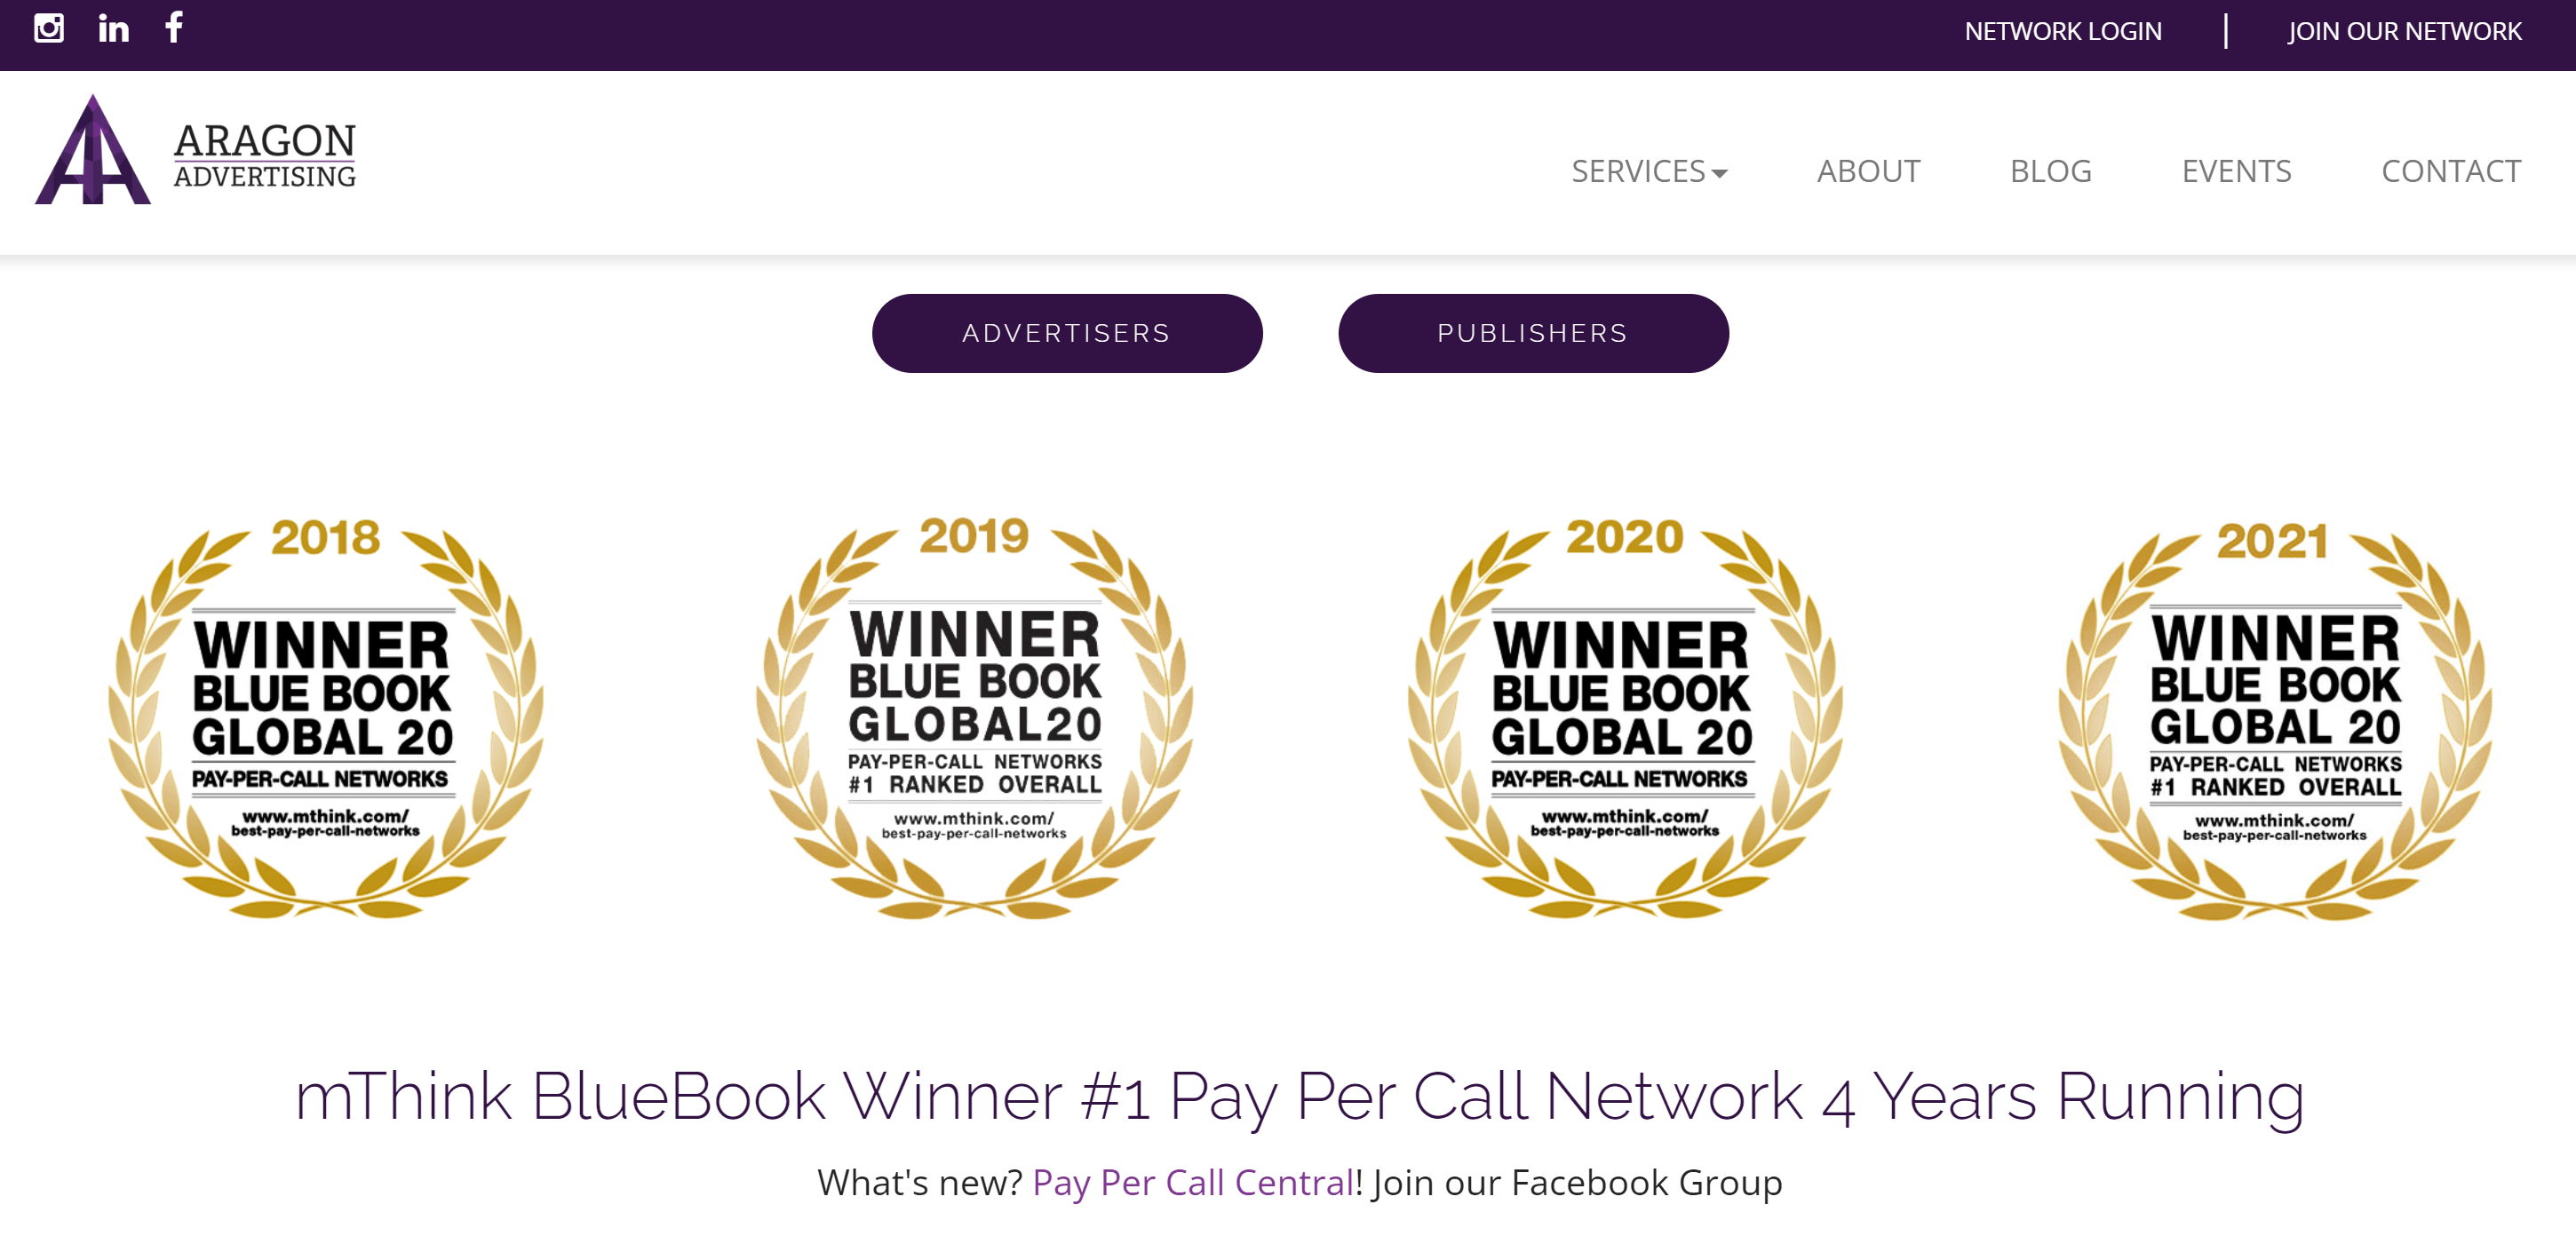 NETWORK LOGIN | JOIN OUR NETWORK
ARAGON
ADVERTISING
SERVICES ABOUT BLOG EVENTS CONTACT
ADVERTISERS PUBLISHERS
2018
WINNER
BLUE BOOK
GLOBAL 20
PAY-PER-CALL NETWORKS
www.mthink.com/
best-pay-per-call-networks
2019
WINNER
BLUE BOOK
GLOBAL20
PAY-PER-CALL NETWORKS
#1 RANKED OVERALL
www.mthink.com/
best-pay-per-call-networks
2020
WINNER
BLUE BOOK
GLOBAL 20
PAY-PER-CALL NETWORKS
www.mthink.com/
best-pay-per-call-networks
2021
WINNER
BLUE BOOK
GLOBAL 20
PAY-PER-CALL NETWORKS
#1 RANKED OVERALL
www.mthink.com/
best-pay-per-call-networks
mThink BlueBook Winner #1 Pay Per Call Network 4 Years Running
What's new? Pay Per Call Central! Join our Facebook Group